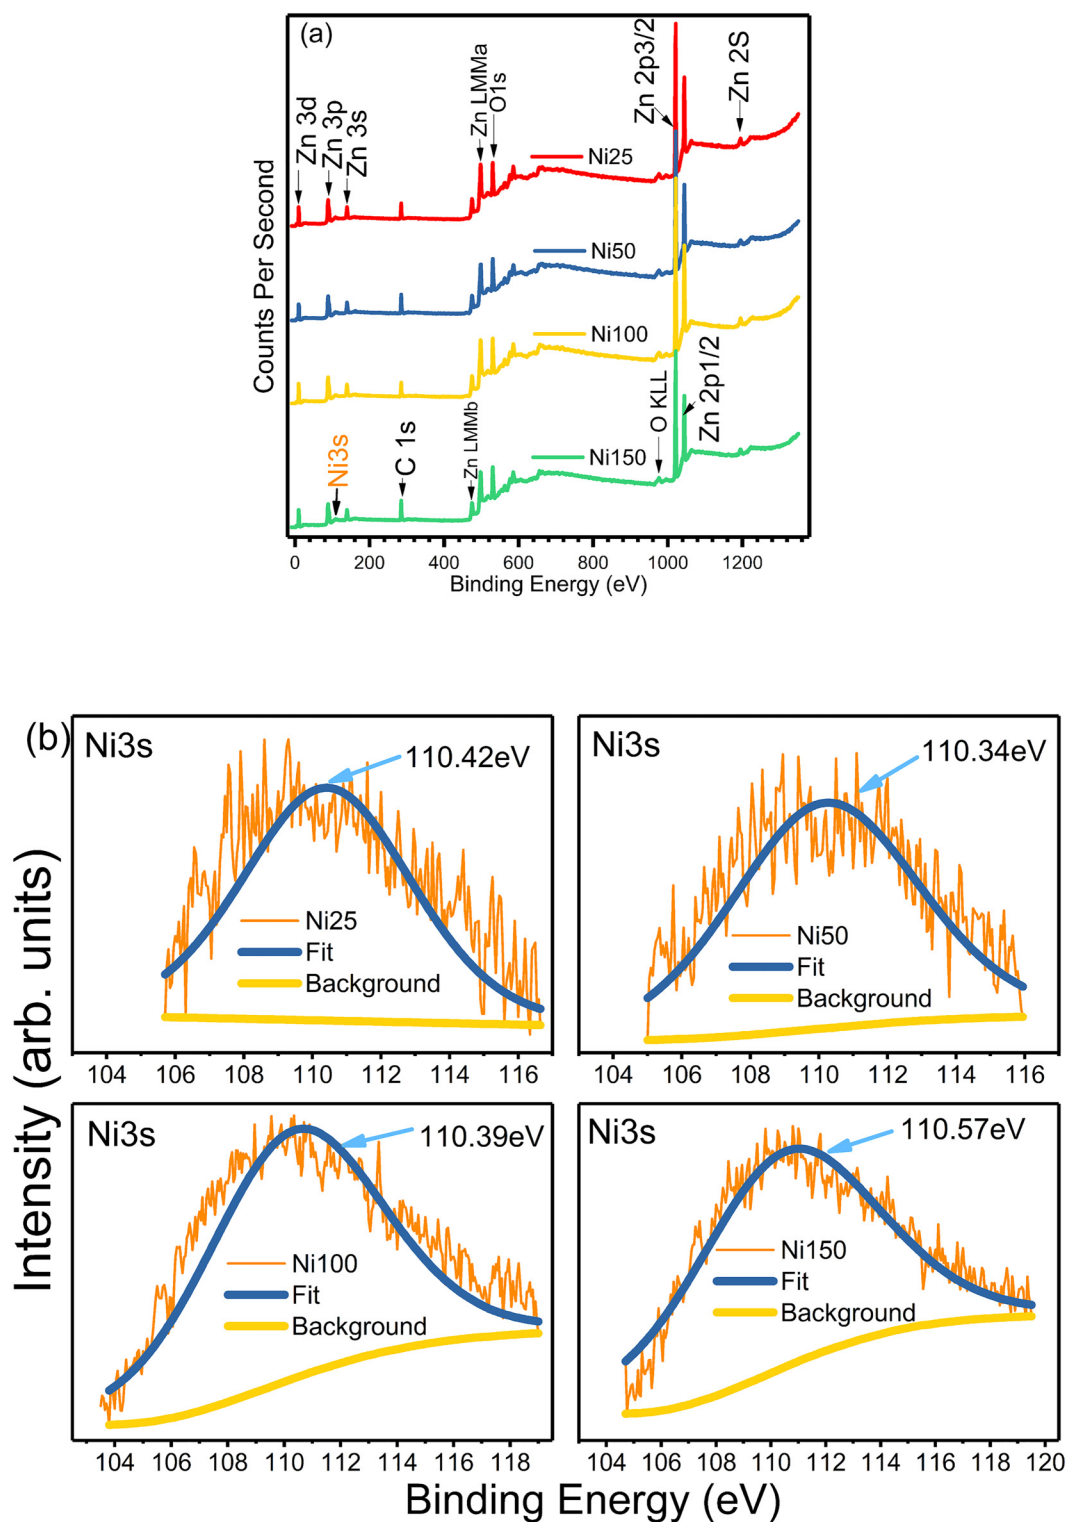 (a)
Counts Per Second
Zn 3d
Zn 3p
Zn 3s
Zn LMMa
O1s
Zn 2p3/2
Zn 2S
Ni25
Ni50
Ni100
Ni150
Ni3s
C 1s
Zn LMMb
O KLL
Zn 2p1/2
0 200 400 600 800 1000 1200
Binding Energy (eV)
(b)
Intensity (arb. units)
Ni3s
110.42eV
Ni25
Fit
Background
104 106 108 110 112 114 116
Ni3s
110.34eV
Ni50
Fit
Background
104 106 108 110 112 114 116
Ni3s
110.39eV
Ni100
Fit
Background
104 106 108 110 112 114 116 118
Ni3s
110.57eV
Ni150
Fit
Background
104 106 108 110 112 114 116 118 120
Binding Energy (eV)